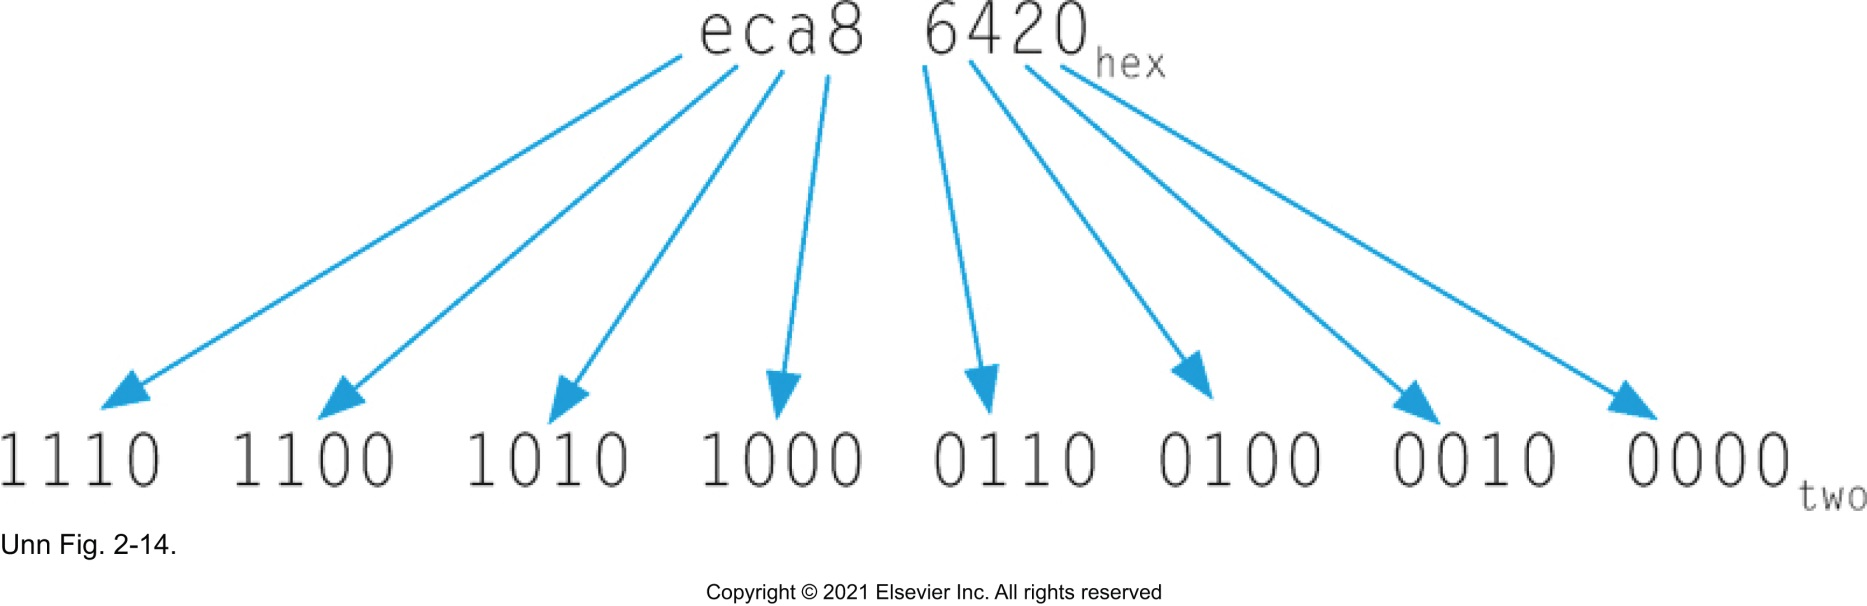 eca8 6420hex
1110 1100 1010 1000 0110 0100 0010 0000two
Unn Fig. 2-14.
Copyright © 2021 Elsevier Inc. All rights reserved